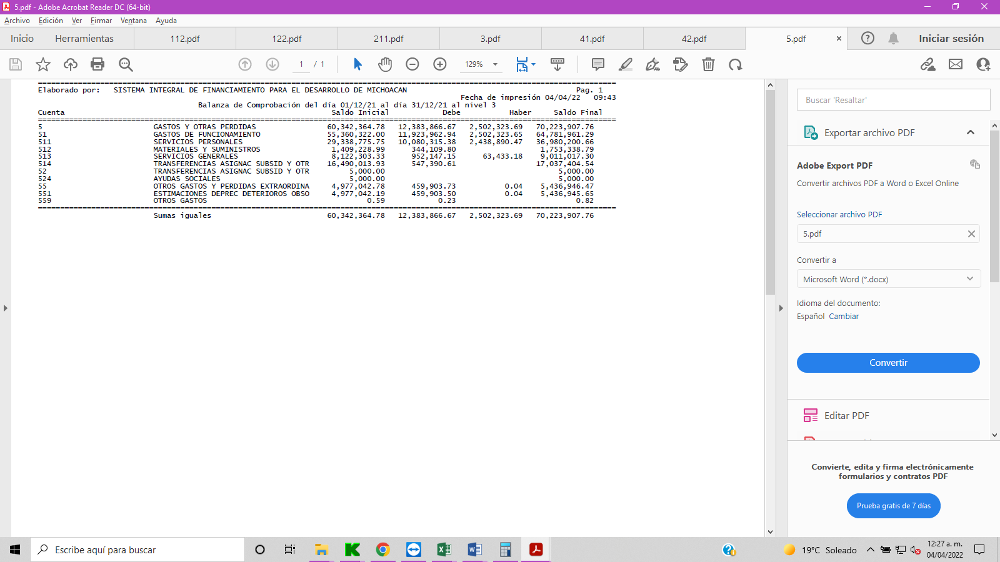 5.pdf - Adobe Acrobat Reader DC (64-bit)
Archivo Edición Ver Firmar Ventana Ayuda
Inicio Herramientas 112.pdf 122.pdf 211.pdf 3.pdf 41.pdf 42.pdf 5.pdf Iniciar sesión
1 / 1 129%
Elaborado por: SISTEMA INTEGRAL DE FINANCIAMIENTO PARA EL DESARROLLO DE MICHOACAN Pag. 1
Fecha de impresión 04/04/22 09:43
Balanza de Comprobación del día 01/12/21 al día 31/12/21 al nivel 3
Cuenta Saldo Inicial Debe Haber Saldo Final
5 GASTOS Y OTRAS PERDIDAS 60,342,364.78 12,383,866.67 2,502,323.69 70,223,907.76
51 GASTOS DE FUNCIONAMIENTO 55,360,322.00 11,923,962.94 2,502,323.65 64,781,961.29
511 SERVICIOS PERSONALES 29,338,775.75 10,080,315.38 2,438,890.47 36,980,200.66
512 MATERIALES Y SUMINISTROS 1,409,228.99 344,109.80 1,753,338.79
513 SERVICIOS GENERALES 8,122,303.33 952,147.15 63,433.18 9,011,017.30
514 TRANSFERENCIAS ASIGNAC SUBSID Y OTR 16,490,013.93 547,390.61 17,037,404.54
52 TRANSFERENCIAS ASIGNAC SUBSID Y OTR 5,000.00 5,000.00
524 AYUDAS SOCIALES 5,000.00 5,000.00
55 OTROS GASTOS Y PERDIDAS EXTRAORDINA 4,977,042.78 459,903.73 0.04 5,436,946.47
551 ESTIMACIONES DEPREC DETERIOROS OBSO 4,977,042.19 459,903.50 0.04 5,436,945.65
559 OTROS GASTOS 0.59 0.23 0.82
Sumas iguales 60,342,364.78 12,383,866.67 2,502,323.69 70,223,907.76
Buscar 'Resaltar'
Exportar archivo PDF
Adobe Export PDF
Convertir archivos PDF a Word o Excel Online
Seleccionar archivo PDF
5.pdf
Convertir a
Microsoft Word (*.docx)
Idioma del documento:
Español Cambiar
Convertir
Editar PDF
Convierte, edita y firma electrónicamente
formularios y contratos PDF
Prueba gratis de 7 días
Escribe aquí para buscar
19°C Soleado
12:27 a. m.
04/04/2022